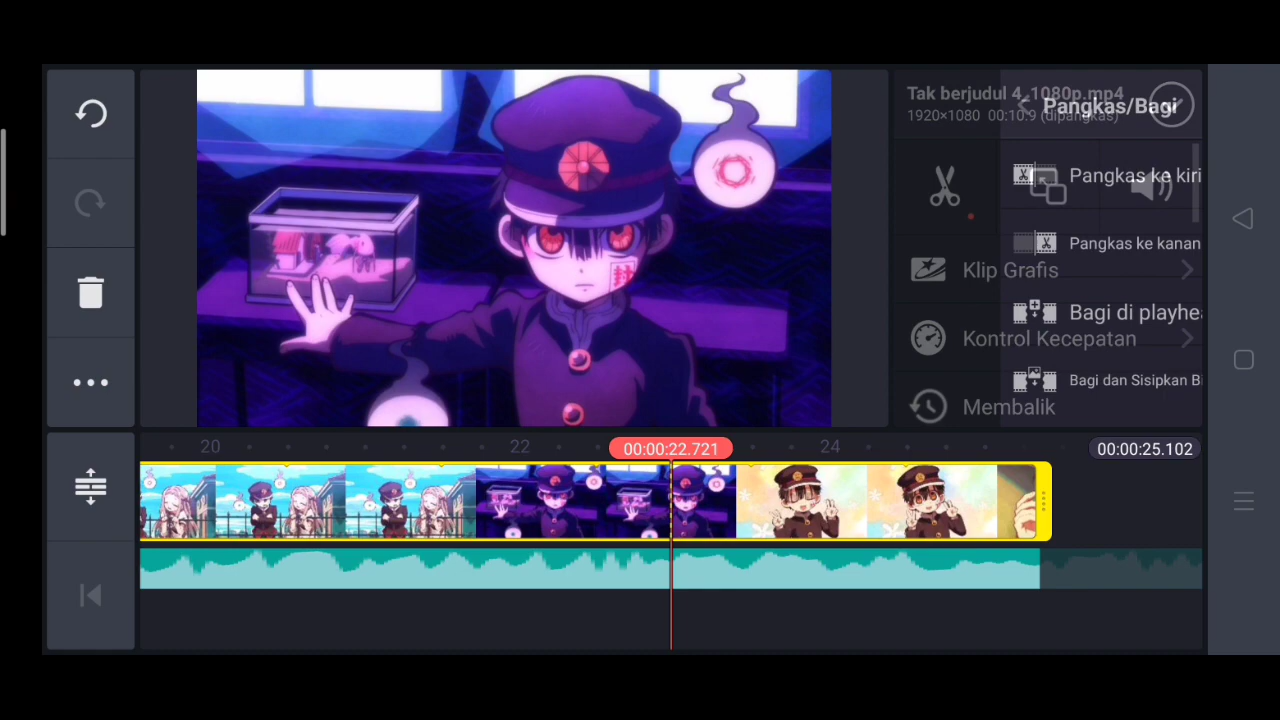 Tak berjudul 4_1080p.mp4
1920×1080 00:10.9 (dipangkas)
Pangkas/Bagi
Pangkas ke kiri
Pangkas ke kanan
Klip Grafis
Bagi di playhe
Kontrol Kecepatan
Bagi dan Sisipkan Bi
Membalik
封
20
22
00:00:22.721
24
00:00:25.102